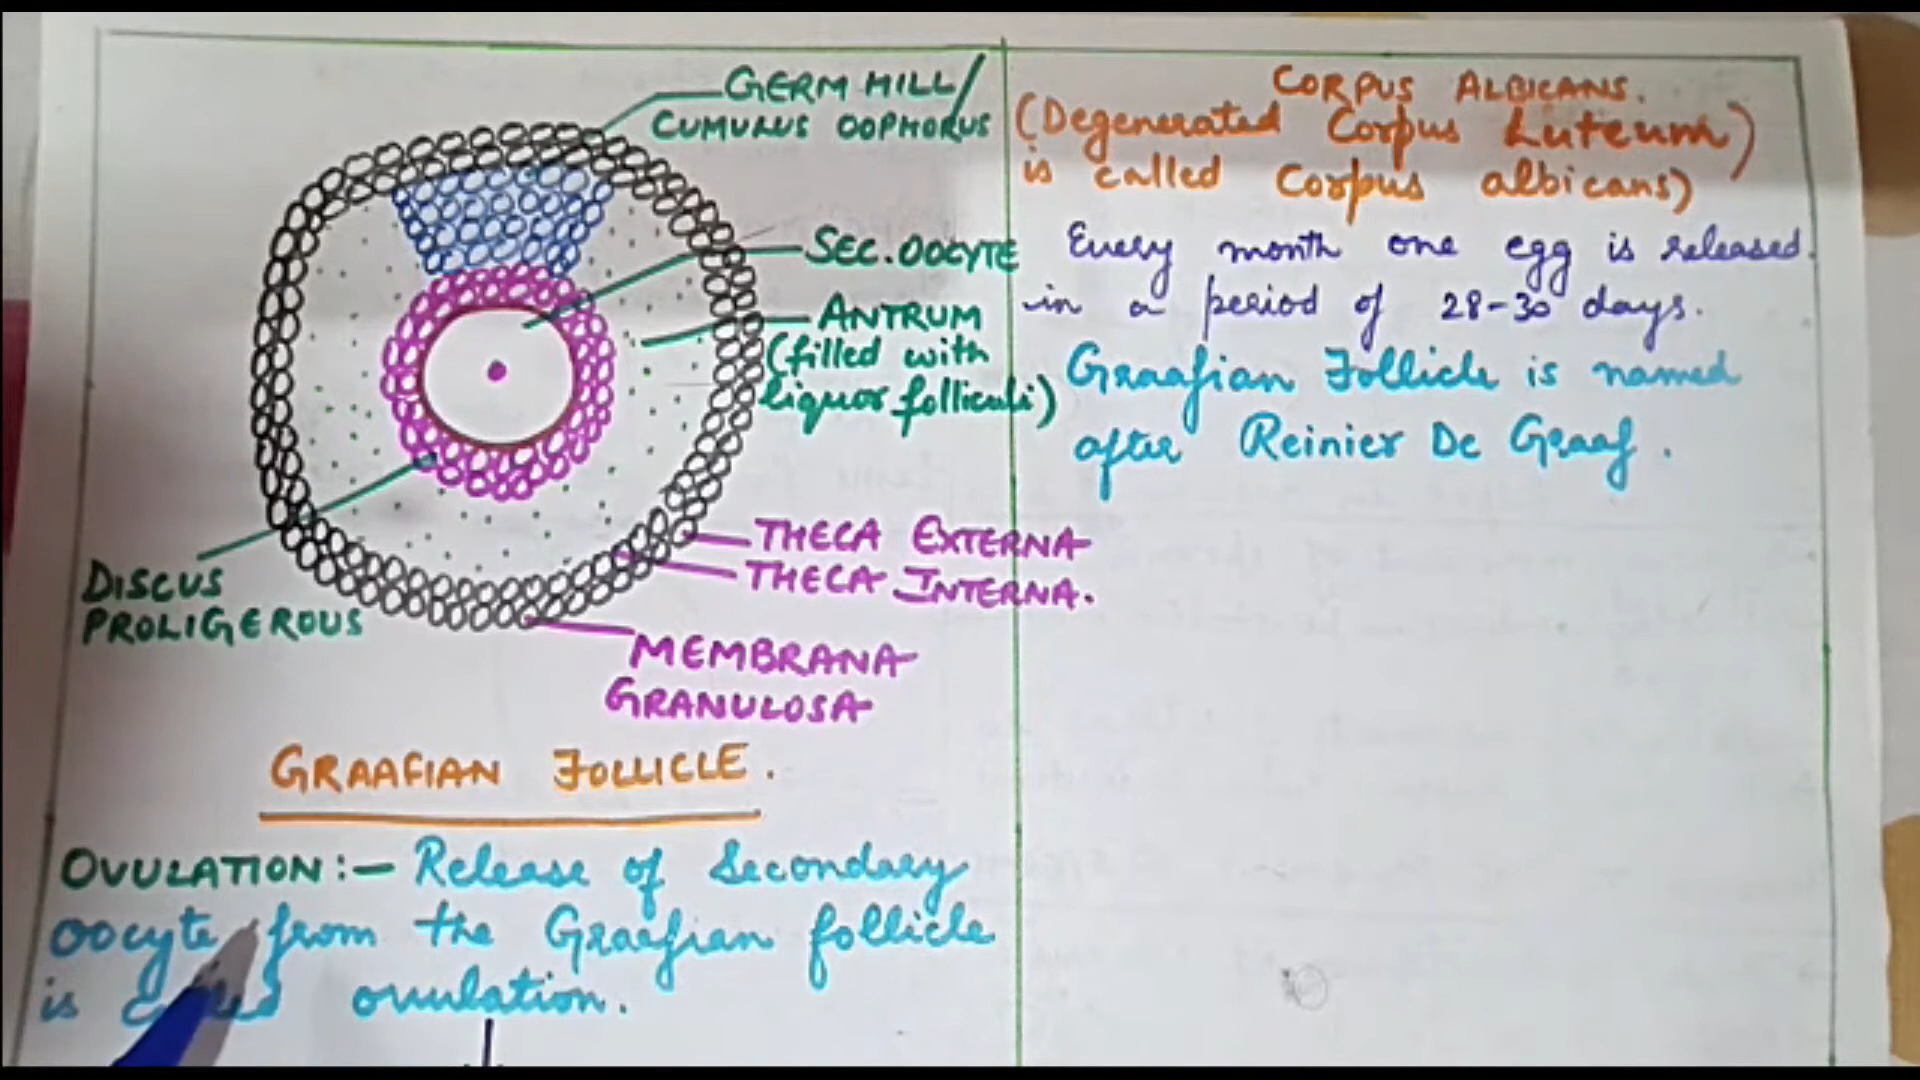 GERM HILL/
CUMULUS OOPHORUS
SEC. OOCYTE
ANTRUM
(filled with
liquor folliculi)
DISCUS
PROLIGEROUS
THECA EXTERNA
THECA INTERNA.
MEMBRANA
GRANULOSA
GRAAFIAN FOLLICLE.
OVULATION:- Release of Secondary
oocyte from the Graafian follicle
is called ovulation.
CORPUS ALBICANS.
(Degenerated Corpus Luteum)
is called Corpus albicans)
Every month one egg is released
in a period of 28-30 days.
Graafian Follicle is named
after Reinier De Graaf.